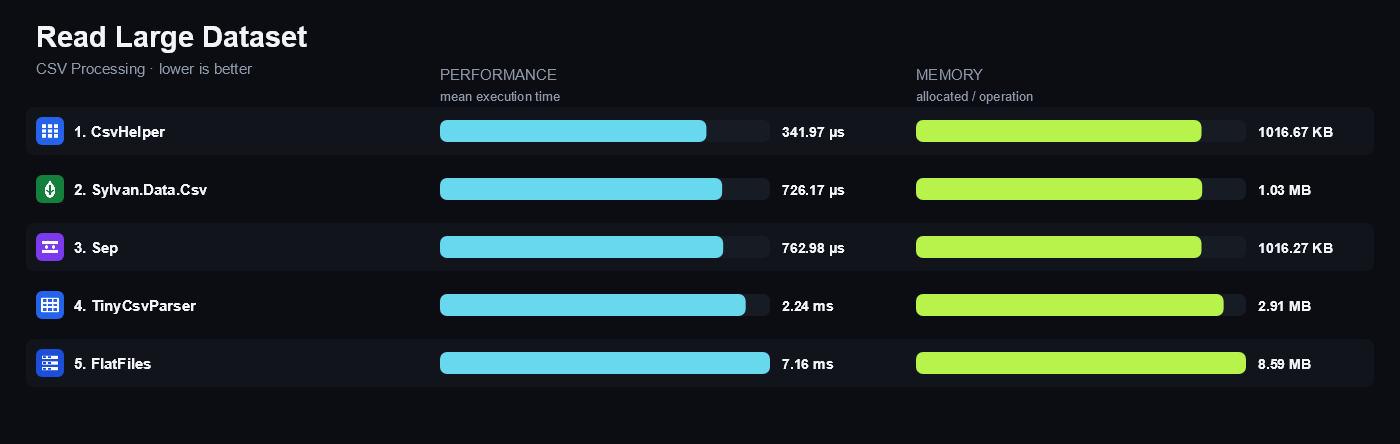 Read Large Dataset
CSV Processing · lower is better
PERFORMANCE
mean execution time
MEMORY
allocated / operation
1. CsvHelper 341.97 µs 1016.67 KB
2. Sylvan.Data.Csv 726.17 µs 1.03 MB
3. Sep 762.98 µs 1016.27 KB
4. TinyCsvParser 2.24 ms 2.91 MB
5. FlatFiles 7.16 ms 8.59 MB